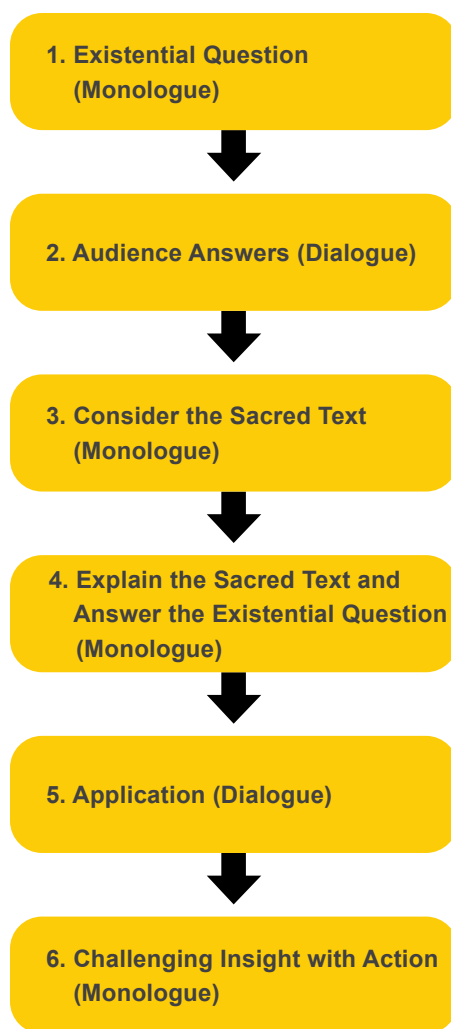 1. Existential Question
(Monologue)
2. Audience Answers (Dialogue)
3. Consider the Sacred Text
(Monologue)
4. Explain the Sacred Text and
Answer the Existential Question
(Monologue)
5. Application (Dialogue)
6. Challenging Insight with Action
(Monologue)